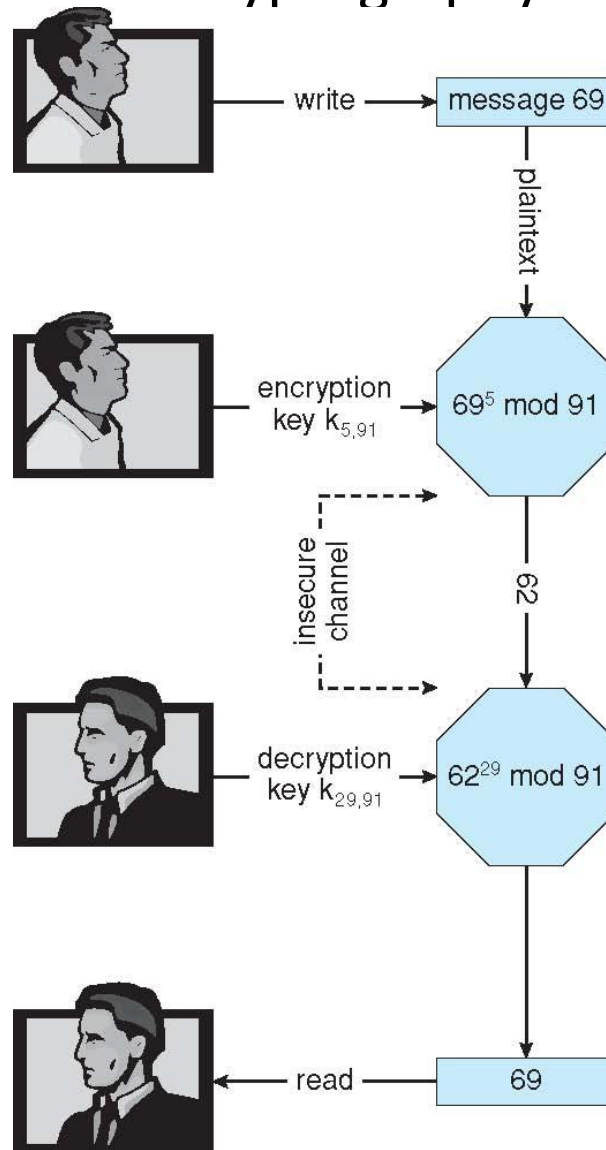 write
message 69
plaintext
encryption
key k5,91
69⁵ mod 91
insecure
channel
62
decryption
key k29,91
62²⁹ mod 91
read
69